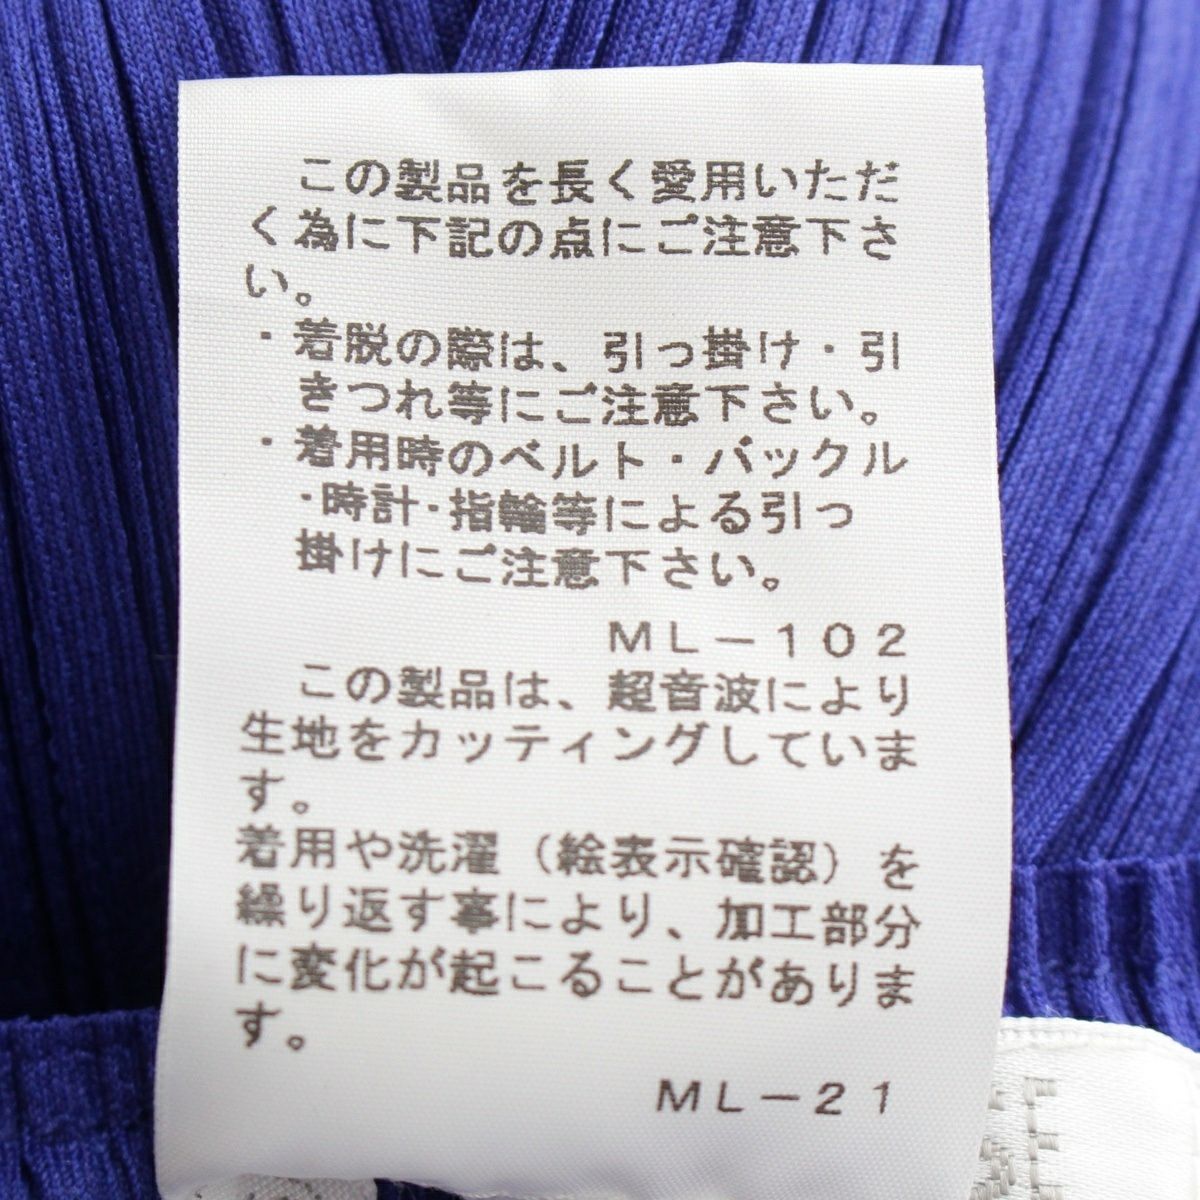 この製品を長く愛用いただ
く為に下記の点にご注意下さ
い。
・着脱の際は、引っ掛け・引
きつれ等にご注意下さい。
・着用時のベルト・バックル
・時計・指輪等による引っ
掛けにご注意下さい。
ML－102
この製品は、超音波により
生地をカッティングしていま
す。
着用や洗濯（絵表示確認）を
繰り返す事により、加工部分
に変化が起こることがありま
す。
ML－21